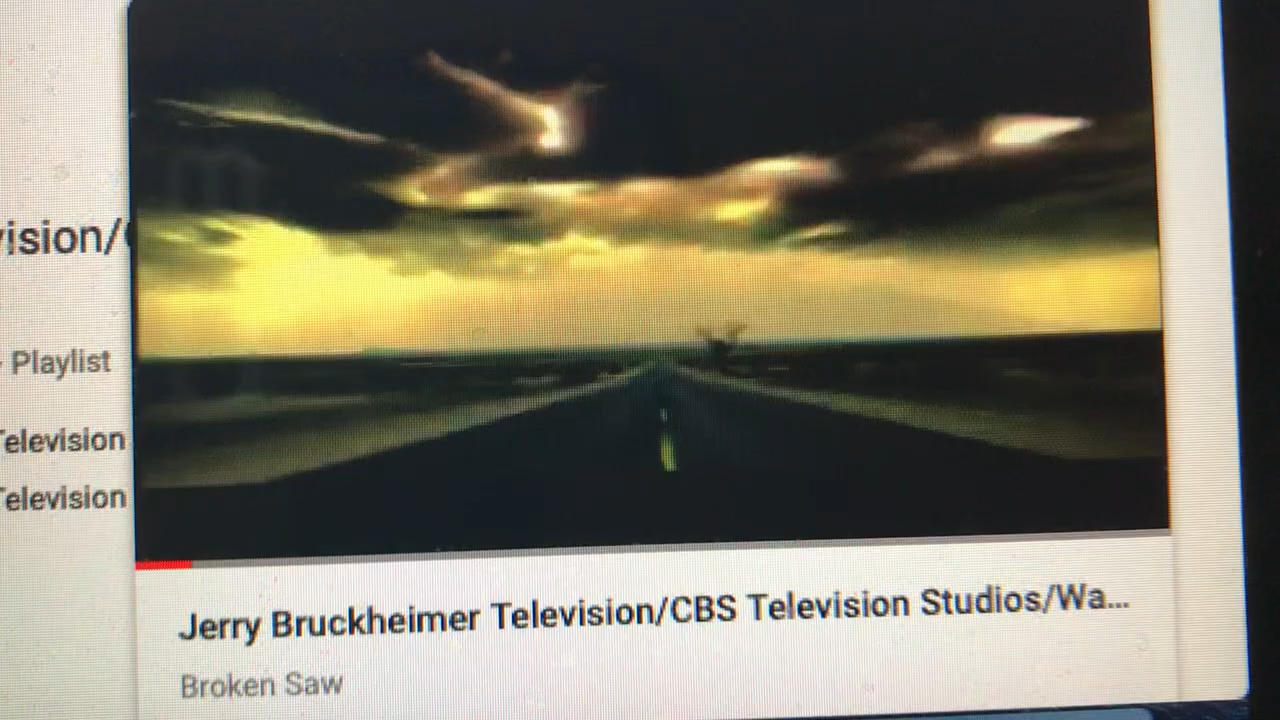 vision/
Playlist
Television
Television
Jerry Bruckheimer Television/CBS Television Studios/Wa...
Broken Saw